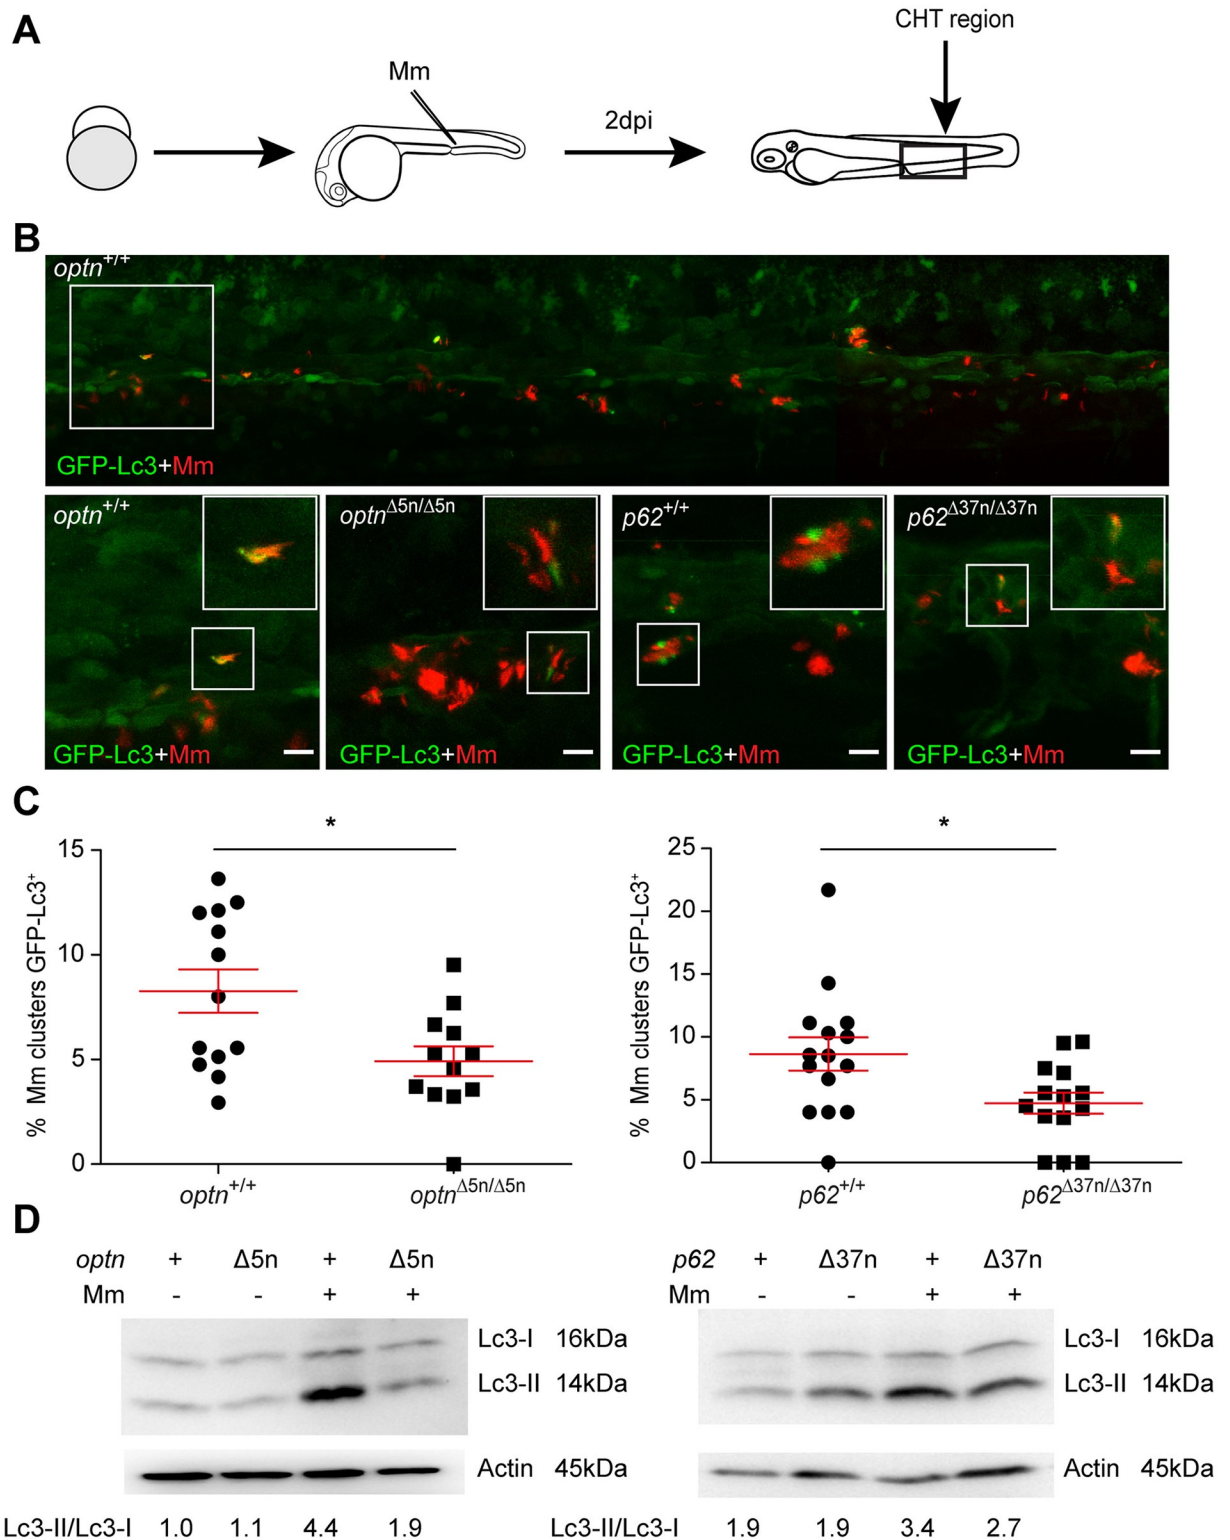 A
CHT region
Mm
2dpi
B
optn+/+
GFP-Lc3+Mm
optn+/+
optnΔ5n/Δ5n
p62+/+
p62Δ37n/Δ37n
GFP-Lc3+Mm
GFP-Lc3+Mm
GFP-Lc3+Mm
GFP-Lc3+Mm
C
*
15
10
5
0
% Mm clusters GFP-Lc3+
optn+/+
optnΔ5n/Δ5n
*
25
20
15
10
5
0
% Mm clusters GFP-Lc3+
p62+/+
p62Δ37n/Δ37n
D
optn + Δ5n + Δ5n
Mm - - + +
Lc3-I 16kDa
Lc3-II 14kDa
Actin 45kDa
Lc3-II/Lc3-I 1.0 1.1 4.4 1.9
p62 + Δ37n + Δ37n
Mm - - + +
Lc3-I 16kDa
Lc3-II 14kDa
Actin 45kDa
Lc3-II/Lc3-I 1.9 1.9 3.4 2.7